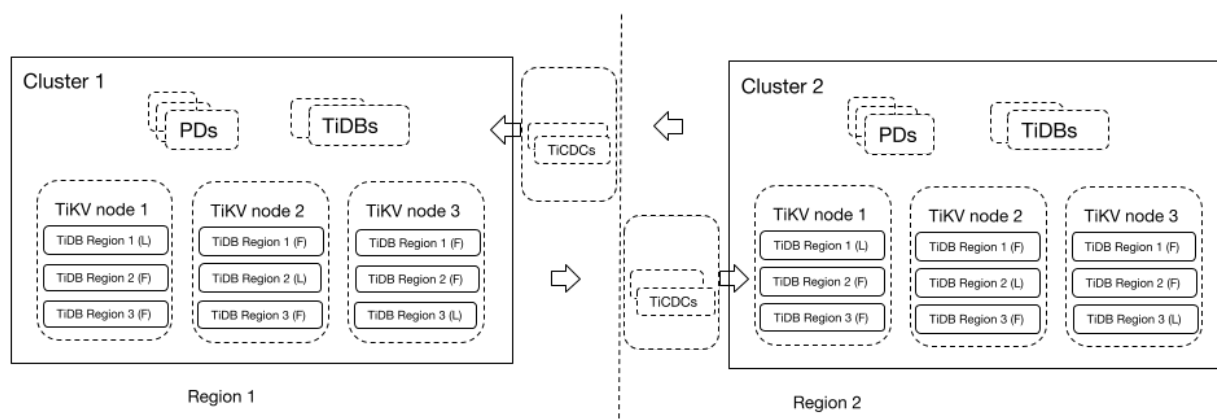 Cluster 1
PDs
TiDBs
TiKV node 1
TiDB Region 1 (L)
TiDB Region 2 (F)
TiDB Region 3 (F)
TiKV node 2
TiDB Region 1 (F)
TiDB Region 2 (L)
TiDB Region 3 (F)
TiKV node 3
TiDB Region 1 (F)
TiDB Region 2 (F)
TiDB Region 3 (L)
Region 1
TiCDCs
TiCDCs
Cluster 2
PDs
TiDBs
TiKV node 1
TiDB Region 1 (L)
TiDB Region 2 (F)
TiDB Region 3 (F)
TiKV node 2
TiDB Region 1 (F)
TiDB Region 2 (L)
TiDB Region 3 (F)
TiKV node 3
TiDB Region 1 (F)
TiDB Region 2 (F)
TiDB Region 3 (L)
Region 2